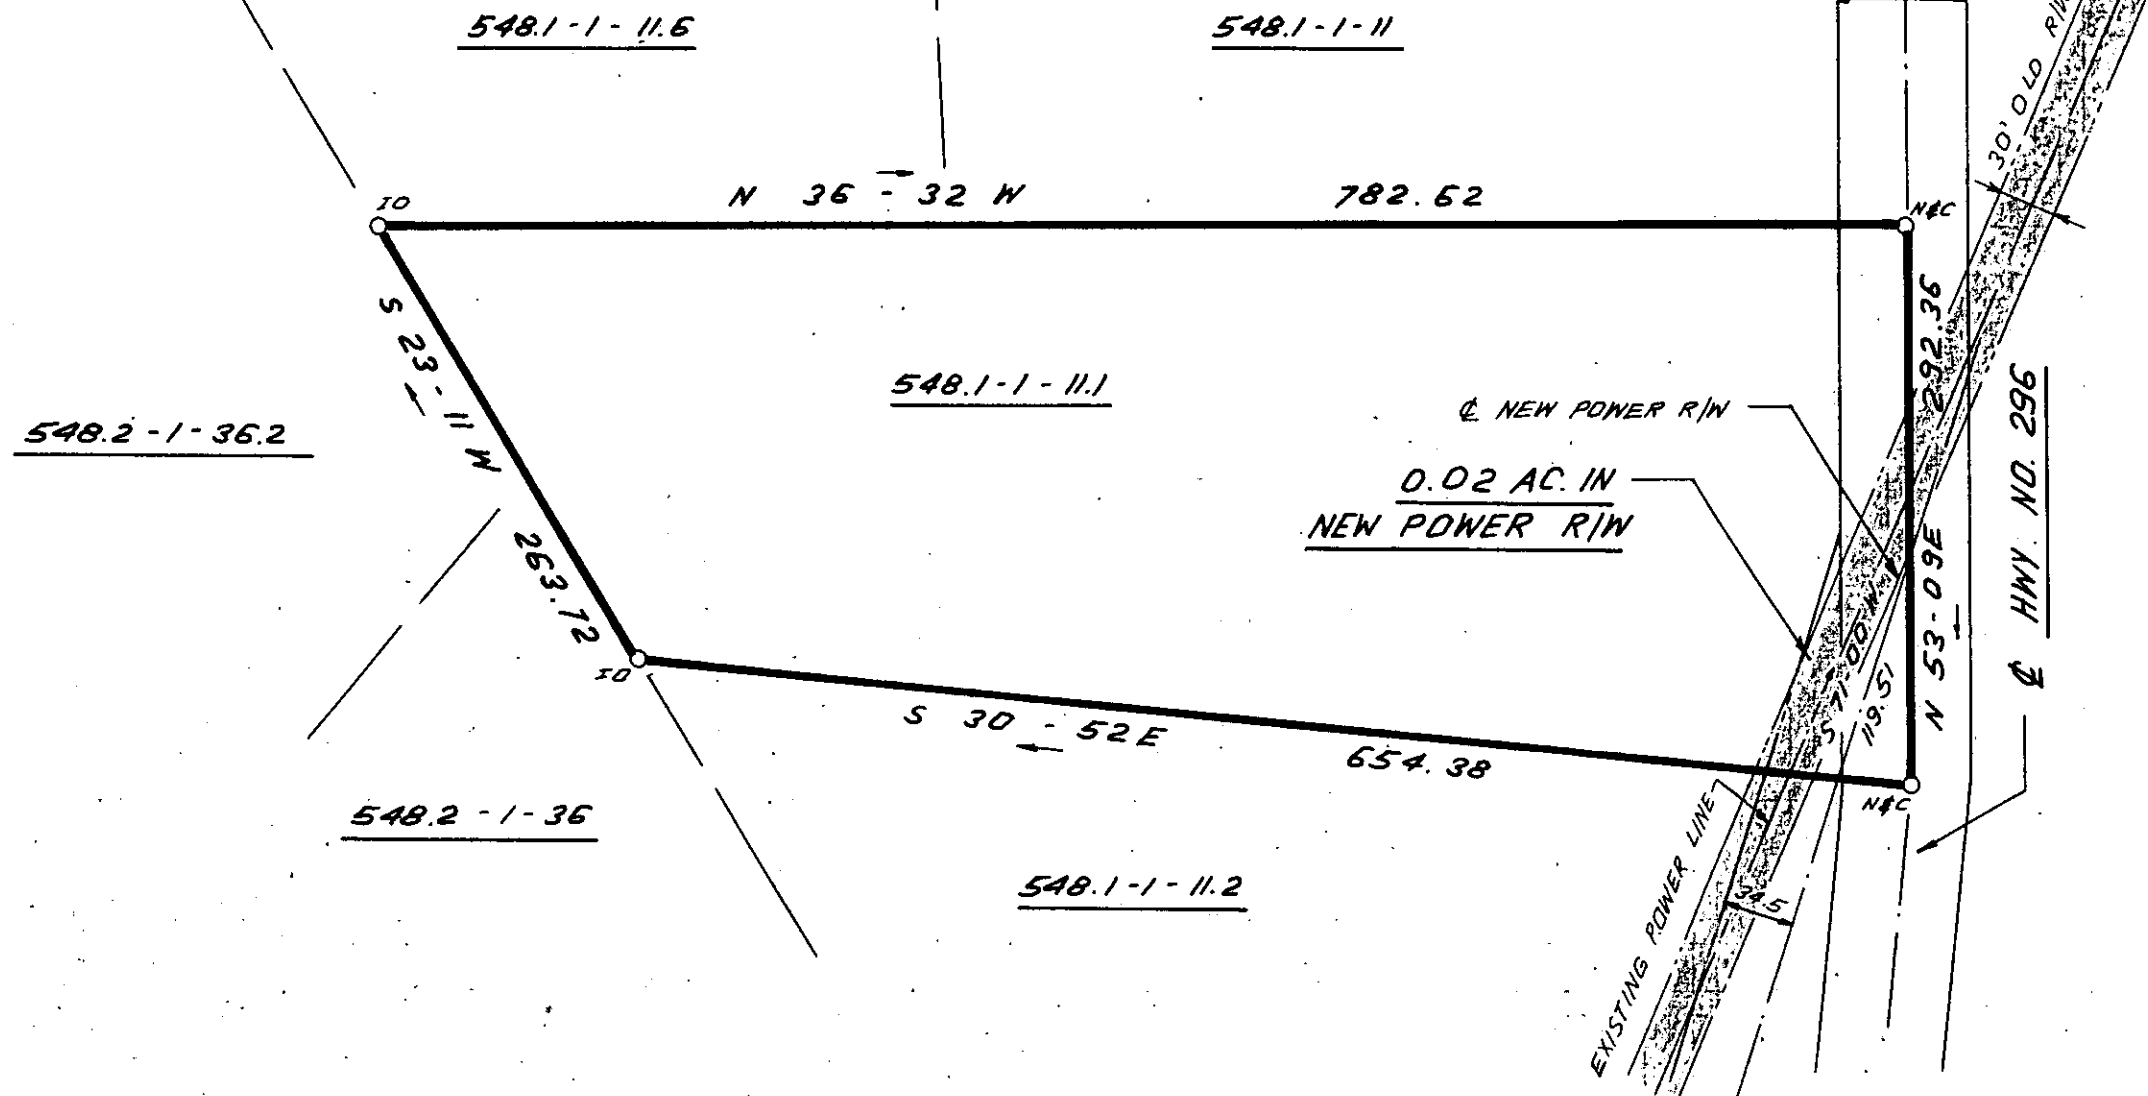 548.1-1-11.6
548.1-1-11
30' OLD R/W
IO
N 36-32 W 782.62
N&C
S 23-11 W 263.72
548.1-1-11.1
N 53-09E 292.36
℄ HWY. NO. 296
548.2-1-36.2
℄ NEW POWER R/W
0.02 AC. IN
NEW POWER R/W
S 71-00 W
119.51
IO
S 30-52 E 654.38
N&C
548.2-1-36
EXISTING POWER LINE
548.1-1-11.2
34.5